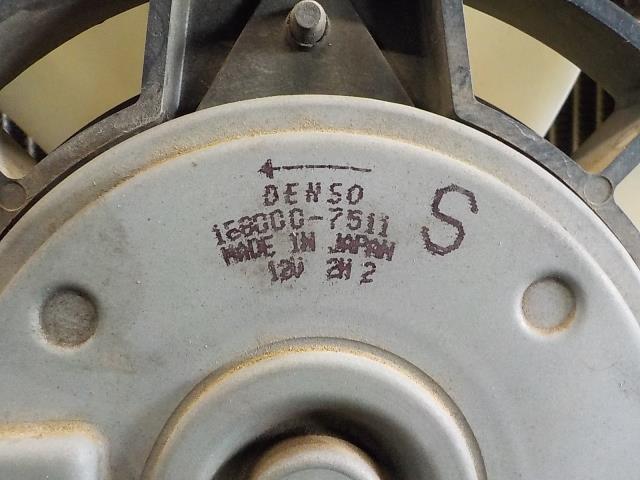 DENSO
168000-7511
MADE IN JAPAN
12V 2H 2
S